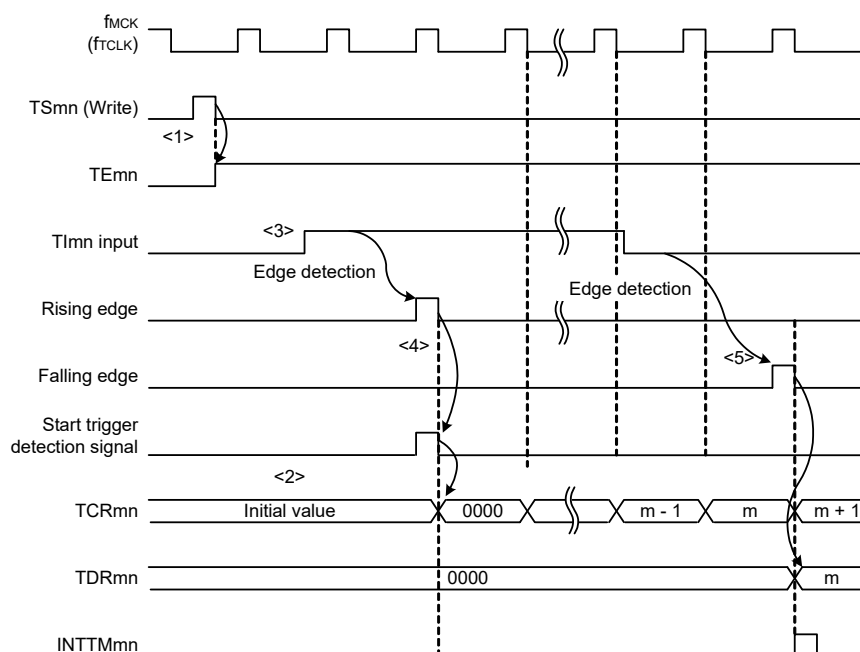 fMCK
(fTCLK)
TSmn (Write)
<1>
TEmn
<3>
TImn input
Edge detection
Edge detection
Rising edge
<4>
<5>
Falling edge
Start trigger
detection signal
<2>
TCRmn
Initial value
0000
m - 1
m
m + 1
TDRmn
0000
m
INTTMmn